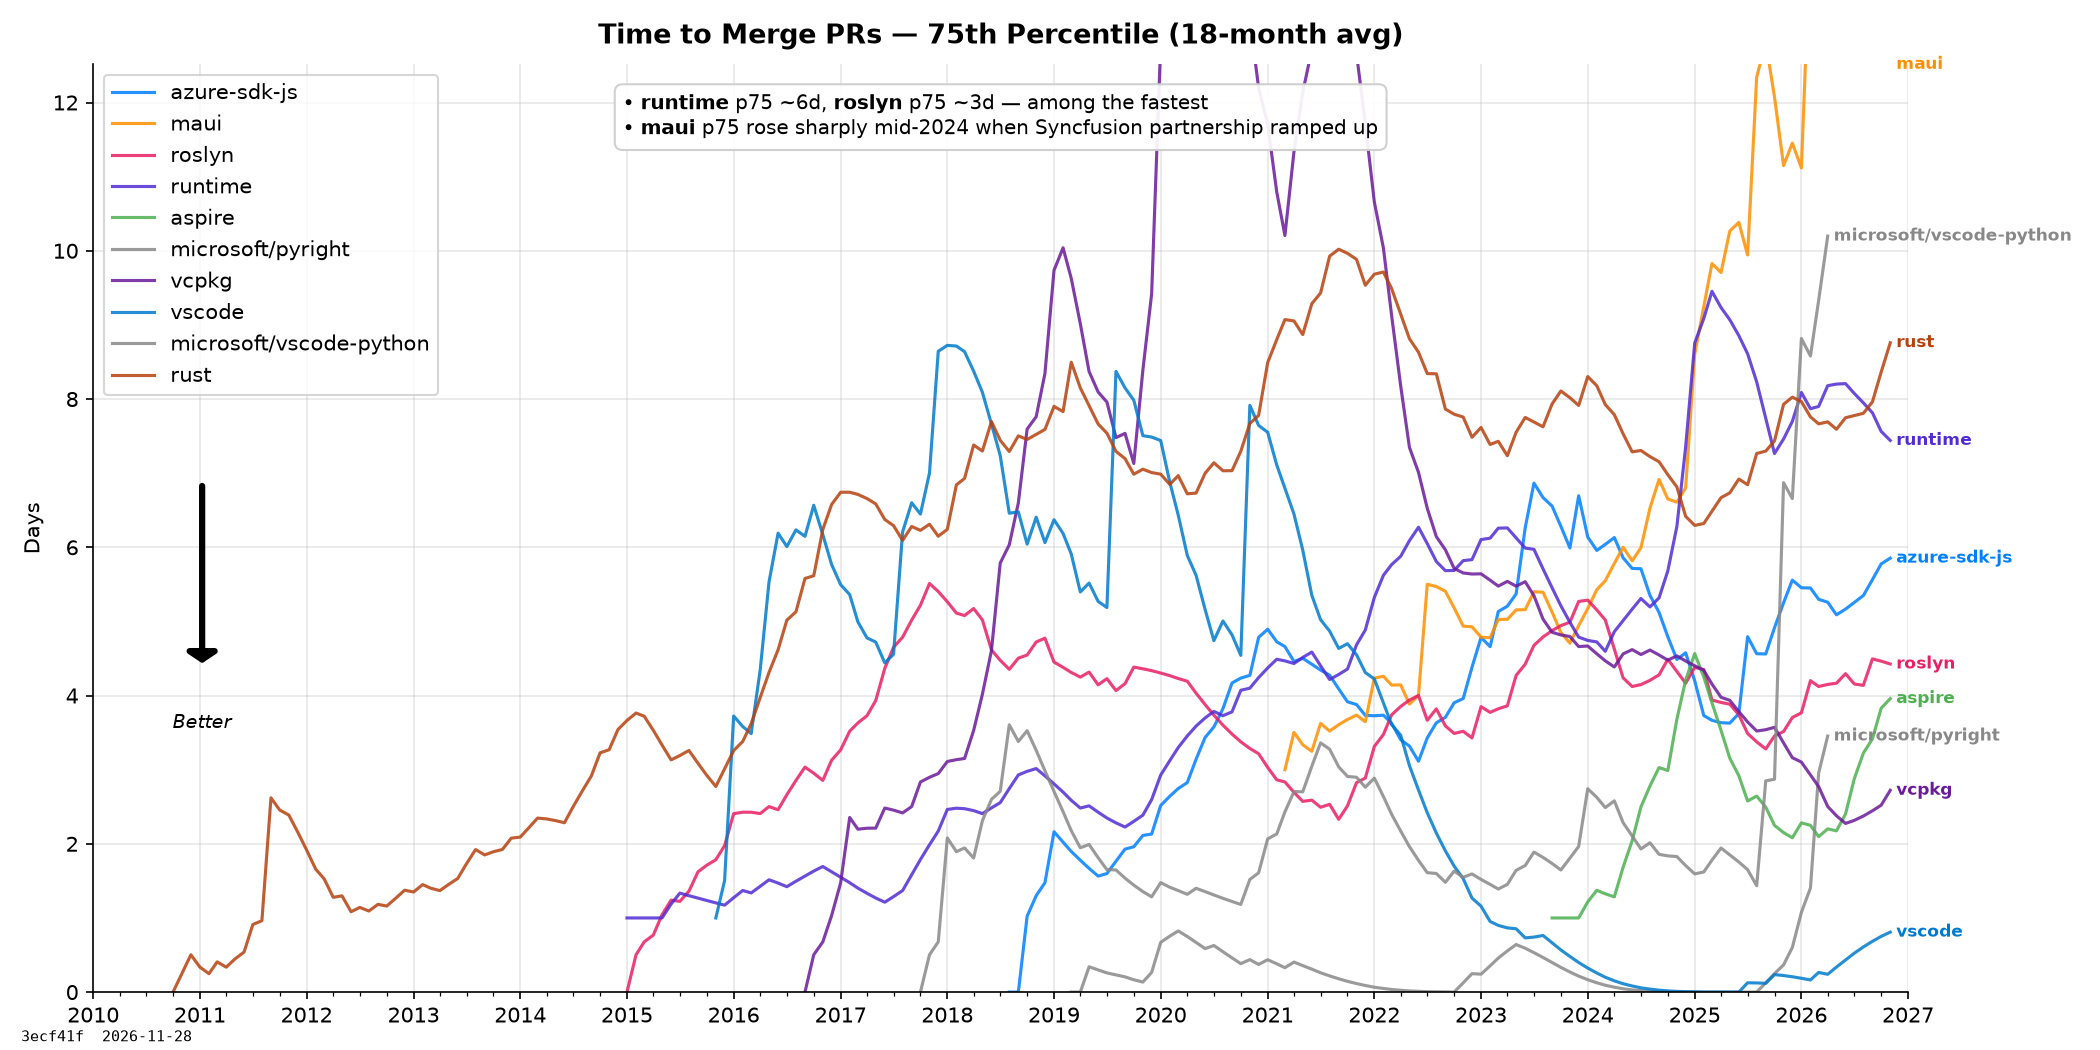 Time to Merge PRs — 75th Percentile (18-month avg)
azure-sdk-js
maui
roslyn
runtime
aspire
microsoft/pyright
vcpkg
vscode
microsoft/vscode-python
rust
• runtime p75 ~6d, roslyn p75 ~3d — among the fastest
• maui p75 rose sharply mid-2024 when Syncfusion partnership ramped up
maui
microsoft/vscode-python
rust
runtime
azure-sdk-js
roslyn
aspire
microsoft/pyright
vcpkg
vscode
Days
12
10
8
6
4
2
0
Better
2010 2011 2012 2013 2014 2015 2016 2017 2018 2019 2020 2021 2022 2023 2024 2025 2026 2027
3ecf41f 2026-11-28